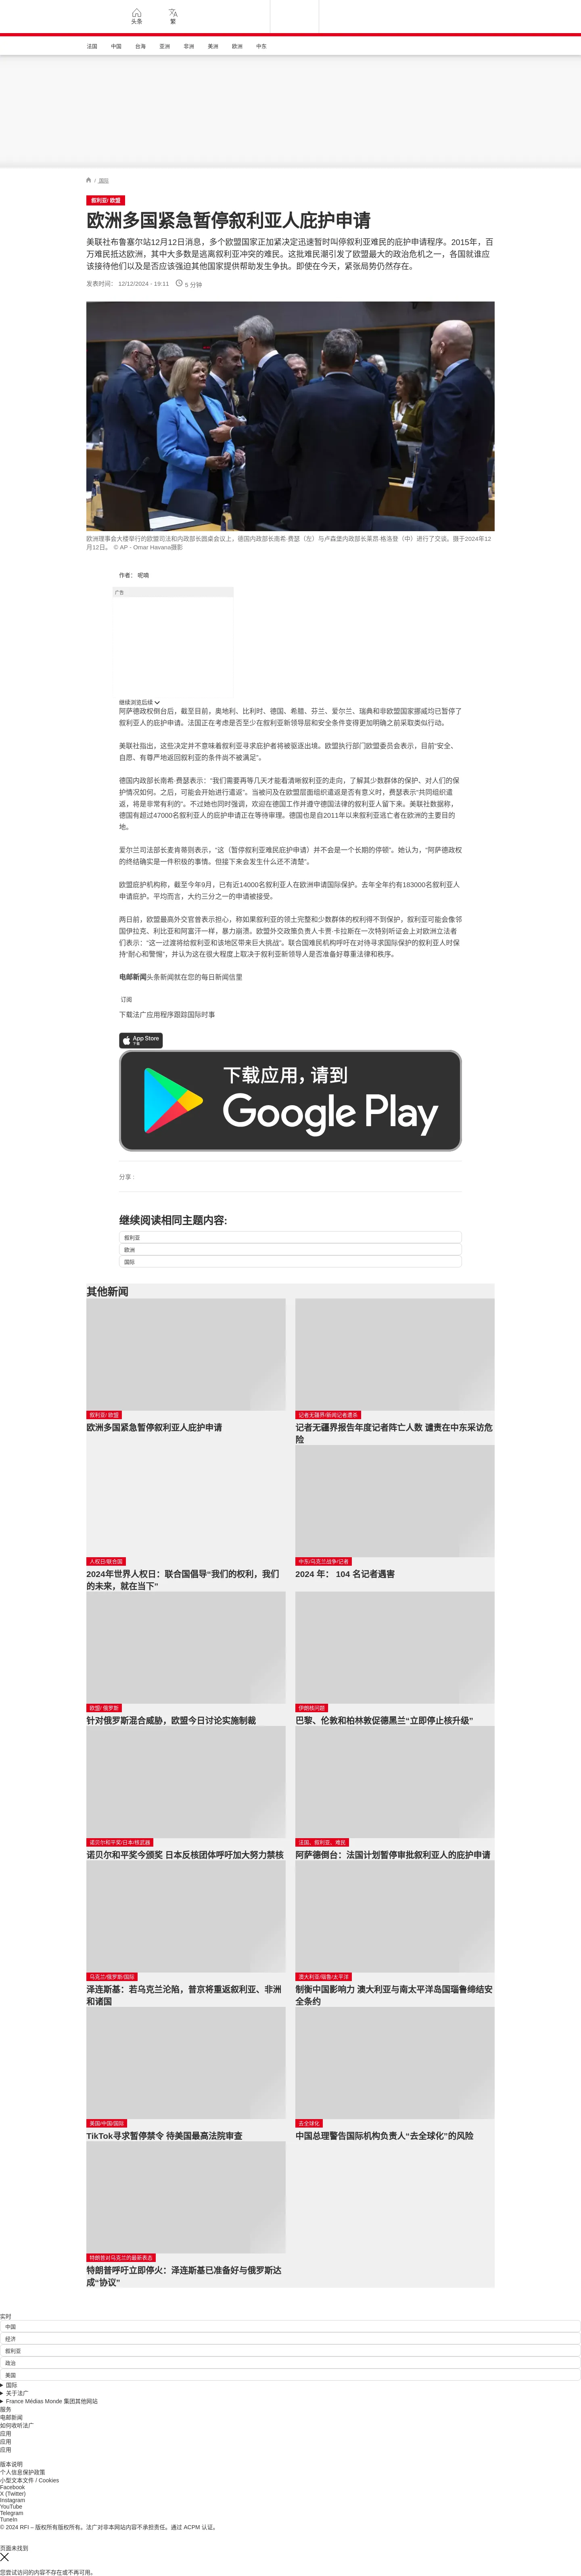 头条
繁
法国
中国
台海
亚洲
非洲
美洲
欧洲
中东
/ 国际
叙利亚/ 欧盟
欧洲多国紧急暂停叙利亚人庇护申请
美联社布鲁塞尔站12月12日消息，多个欧盟国家正加紧决定迅速暂时叫停叙利亚难民的庇护申请程序。2015年，百
万难民抵达欧洲，其中大多数是逃离叙利亚冲突的难民。这批难民潮引发了欧盟最大的政治危机之一，各国就谁应
该接待他们以及是否应该强迫其他国家提供帮助发生争执。即使在今天，紧张局势仍然存在。
发表时间： 12/12/2024 - 19:11
5 分钟
欧洲理事会大楼举行的欧盟司法和内政部长圆桌会议上，德国内政部长南希·费瑟（左）与卢森堡内政部长莱昂·格洛登（中）进行了交谈。摄于2024年12
月12日。 © AP - Omar Havana摄影
作者： 呢喃
广告
继续浏览后续
阿萨德政权倒台后，截至目前，奥地利、比利时、德国、希腊、芬兰、爱尔兰、瑞典和非欧盟国家挪威均已暂停了
叙利亚人的庇护申请。法国正在考虑是否至少在叙利亚新领导层和安全条件变得更加明确之前采取类似行动。
美联社指出，这些决定并不意味着叙利亚寻求庇护者将被驱逐出境。欧盟执行部门欧盟委员会表示，目前“安全、
自愿、有尊严地返回叙利亚的条件尚不被满足”。
德国内政部长南希·费瑟表示：“我们需要再等几天才能看清晰叙利亚的走向，了解其少数群体的保护、对人们的保
护情况如何。之后，可能会开始进行遣返”。当被问及在欧盟层面组织遣返是否有意义时，费瑟表示“共同组织遣
返，将是非常有利的”。不过她也同时强调，欢迎在德国工作并遵守德国法律的叙利亚人留下来。美联社数据称，
德国有超过47000名叙利亚人的庇护申请正在等待审理。德国也是自2011年以来叙利亚逃亡者在欧洲的主要目的
地。
爱尔兰司法部长麦肯蒂则表示，“这（暂停叙利亚难民庇护申请）并不会是一个长期的停顿”。她认为，“阿萨德政权
的终结确实是一件积极的事情。但接下来会发生什么还不清楚”。
欧盟庇护机构称，截至今年9月，已有近14000名叙利亚人在欧洲申请国际保护。去年全年约有183000名叙利亚人
申请庇护。平均而言，大约三分之一的申请被接受。
两日前，欧盟最高外交官曾表示担心，称如果叙利亚的领土完整和少数群体的权利得不到保护，叙利亚可能会像邻
国伊拉克、利比亚和阿富汗一样，暴力崩溃。欧盟外交政策负责人卡贾·卡拉斯在一次特别听证会上对欧洲立法者
们表示：“这一过渡将给叙利亚和该地区带来巨大挑战”。联合国难民机构呼吁在对待寻求国际保护的叙利亚人时保
持“耐心和警惕”，并认为这在很大程度上取决于叙利亚新领导人是否准备好尊重法律和秩序。
电邮新闻头条新闻就在您的每日新闻信里
订阅
下载法广应用程序跟踪国际时事
App Store
下载
下载应用，请到
Google Play
分享 :
继续阅读相同主题内容:
叙利亚
欧洲
国际
其他新闻
叙利亚/ 欧盟
欧洲多国紧急暂停叙利亚人庇护申请
记者无疆界/新闻记者遭杀
记者无疆界报告年度记者阵亡人数 谴责在中东采访危
险
人权日/联合国
2024年世界人权日：联合国倡导“我们的权利，我们
的未来，就在当下”
中东/乌克兰战争/记者
2024 年： 104 名记者遇害
欧盟/ 俄罗斯
针对俄罗斯混合威胁，欧盟今日讨论实施制裁
伊朗核问题
巴黎、伦敦和柏林敦促德黑兰“立即停止核升级”
诺贝尔和平奖/日本/核武器
诺贝尔和平奖今颁奖 日本反核团体呼吁加大努力禁核
法国、叙利亚、难民
阿萨德倒台：法国计划暂停审批叙利亚人的庇护申请
乌克兰/俄罗斯/国际
泽连斯基：若乌克兰沦陷，普京将重返叙利亚、非洲
和诸国
澳大利亚/瑙鲁/太平洋
制衡中国影响力 澳大利亚与南太平洋岛国瑙鲁缔结安
全条约
美国/中国/国际
TikTok寻求暂停禁令 待美国最高法院审查
去全球化
中国总理警告国际机构负责人“去全球化”的风险
特朗普对乌克兰的最新表态
特朗普呼吁立即停火：泽连斯基已准备好与俄罗斯达
成“协议”
实时
中国
经济
叙利亚
政治
美国
国际
关于法广
France Médias Monde 集团其他网站
服务
电邮新闻
如何收听法广
应用
应用
应用
版本说明
个人信息保护政策
小型文本文件 / Cookies
Facebook
X (Twitter)
Instagram
YouTube
Telegram
TuneIn
© 2024 RFI – 版权所有版权所有。法广对非本网站内容不承担责任。通过 ACPM 认证。
页面未找到
您尝试访问的内容不存在或不再可用。